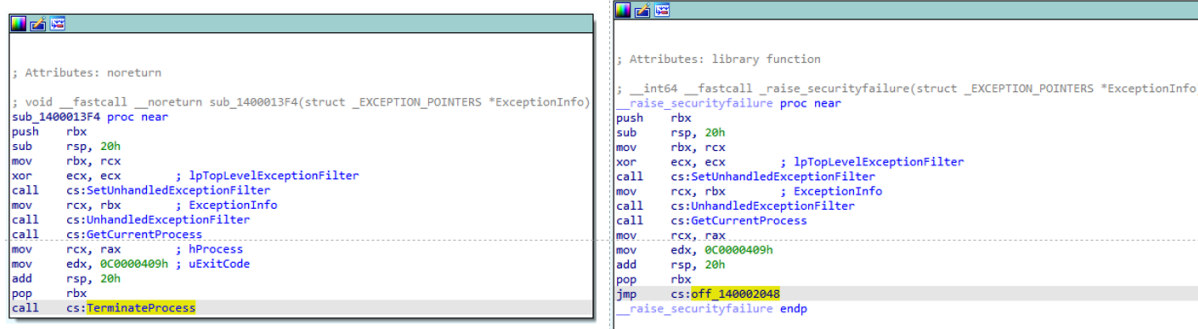 ; Attributes: noreturn
; void __fastcall __noreturn sub_1400013F4(struct _EXCEPTION_POINTERS *ExceptionInfo)
sub_1400013F4 proc near
push rbx
sub rsp, 20h
mov rbx, rcx
xor ecx, ecx ; lpTopLevelExceptionFilter
call cs:SetUnhandledExceptionFilter
mov rcx, rbx ; ExceptionInfo
call cs:UnhandledExceptionFilter
call cs:GetCurrentProcess
mov rcx, rax ; hProcess
mov edx, 0C0000409h ; uExitCode
add rsp, 20h
pop rbx
call cs:TerminateProcess
; Attributes: library function
; __int64 __fastcall _raise_securityfailure(struct _EXCEPTION_POINTERS *ExceptionInfo
__raise_securityfailure proc near
push rbx
sub rsp, 20h
mov rbx, rcx
xor ecx, ecx ; lpTopLevelExceptionFilter
call cs:SetUnhandledExceptionFilter
mov rcx, rbx ; ExceptionInfo
call cs:UnhandledExceptionFilter
call cs:GetCurrentProcess
mov rcx, rax
mov edx, 0C0000409h
add rsp, 20h
pop rbx
jmp cs:off_140002048
__raise_securityfailure endp